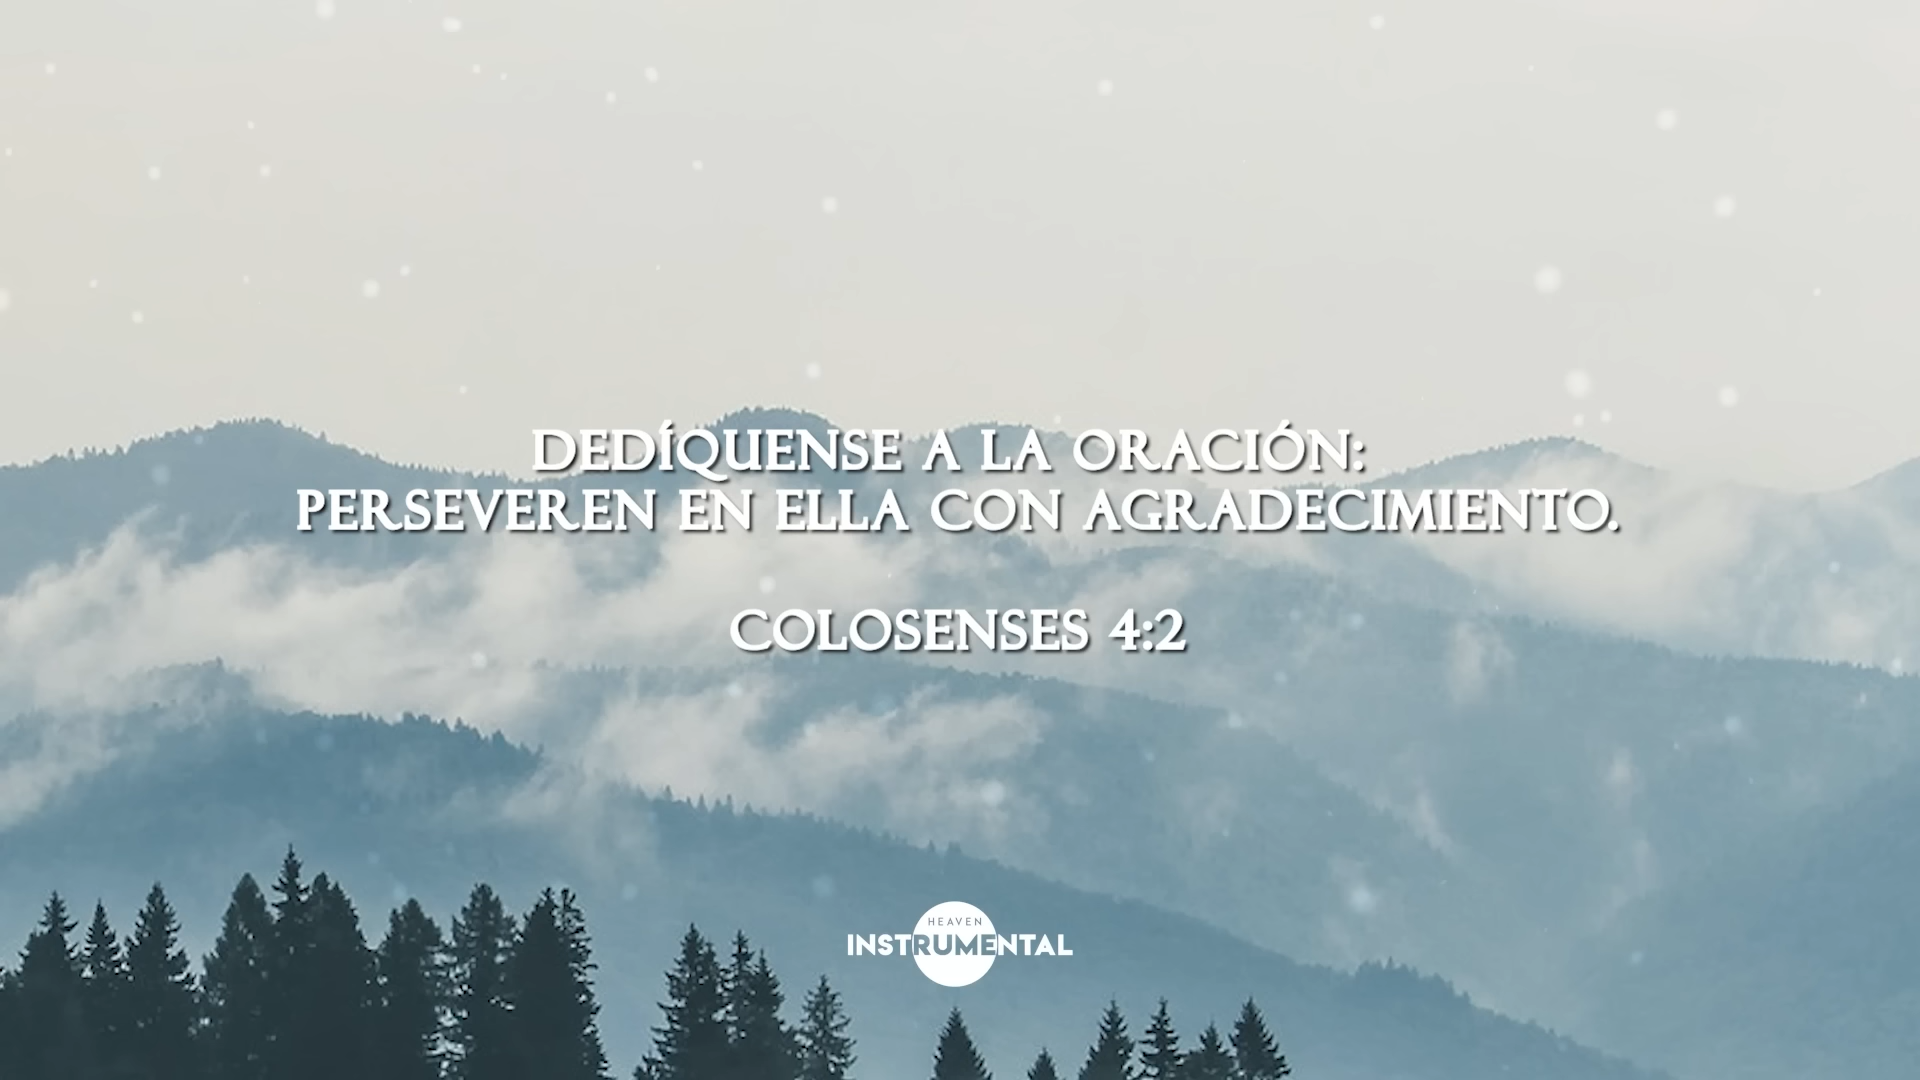 DEDÍQUENSE A LA ORACIÓN:
PERSEVEREN EN ELLA CON AGRADECIMIENTO.
COLOSENSES 4:2
HEAVEN
INSTRUMENTAL